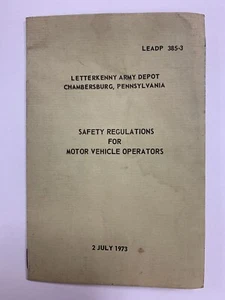 LEADP 385-3
LETTERKENNY ARMY DEPOT
CHAMBERSBURG, PENNSYLVANIA
SAFETY REGULATIONS
FOR
MOTOR VEHICLE OPERATORS
2 JULY 1973